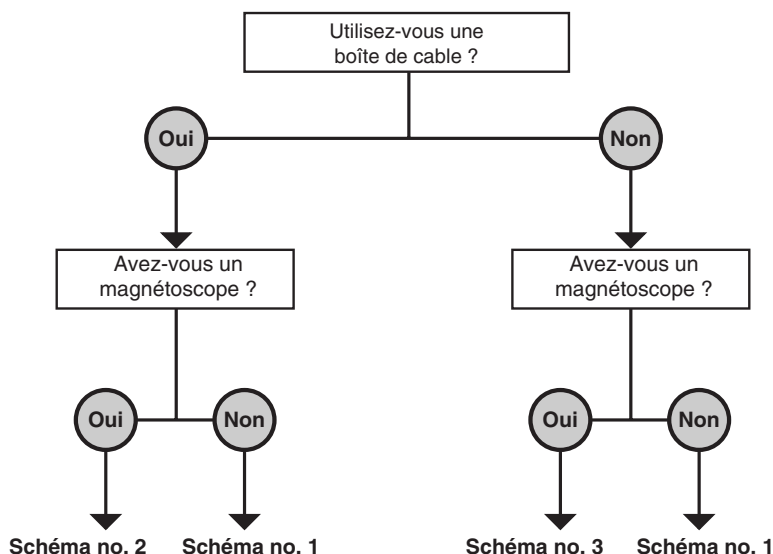 Utilisez-vous une
boîte de cable ?
Oui
Non
Avez-vous un
magnétoscope ?
Avez-vous un
magnétoscope ?
Oui
Non
Oui
Non
Schéma no. 2
Schéma no. 1
Schéma no. 3
Schéma no. 1